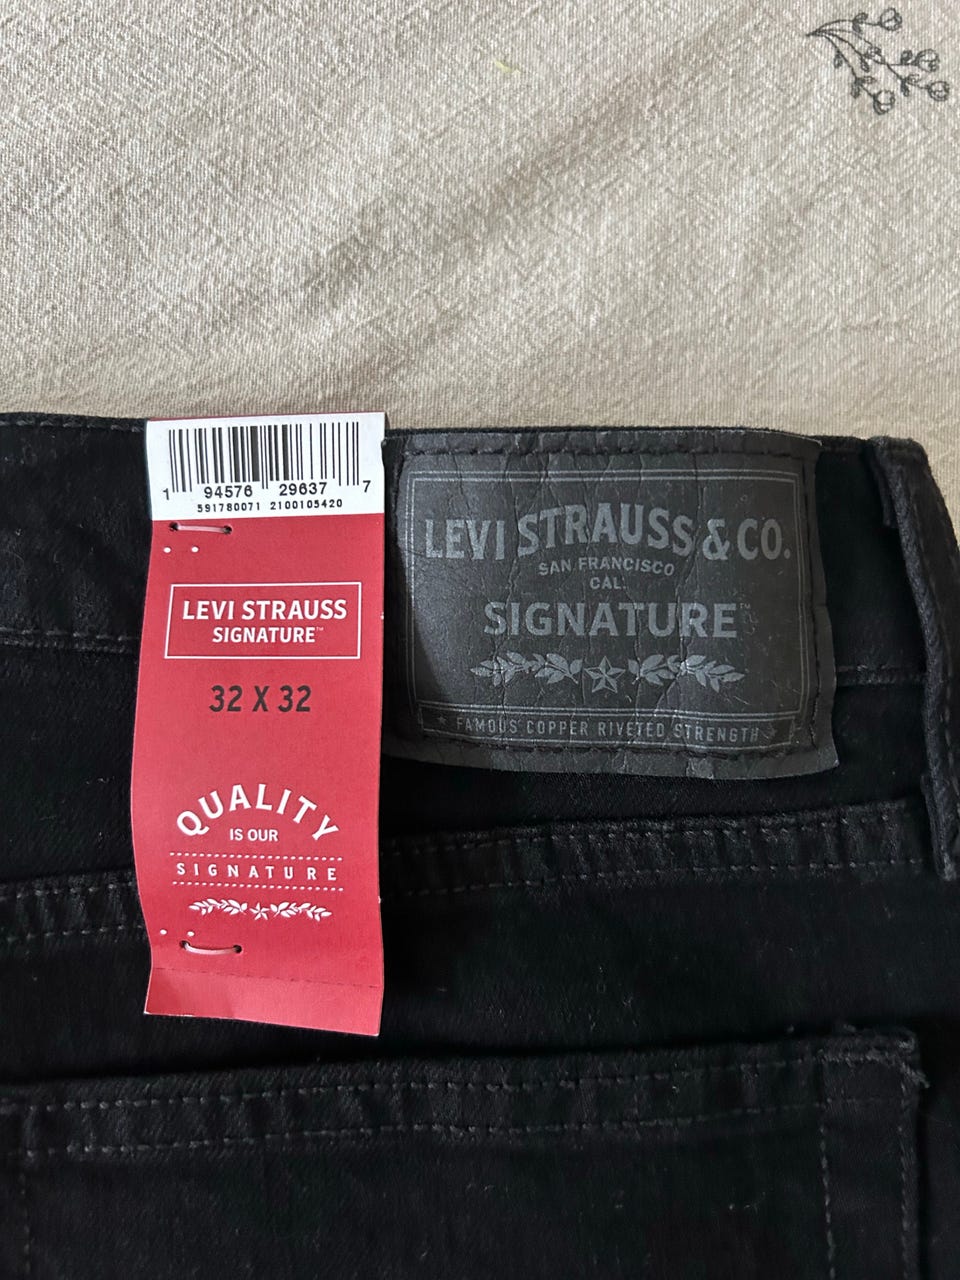 1 94576 29637 7
591780071 2100105420
LEVI STRAUSS
SIGNATURE™
32 X 32
QUALITY
IS OUR
SIGNATURE
LEVI STRAUSS & CO.
SAN FRANCISCO
CAL.
SIGNATURE™
FAMOUS COPPER RIVETED STRENGTH